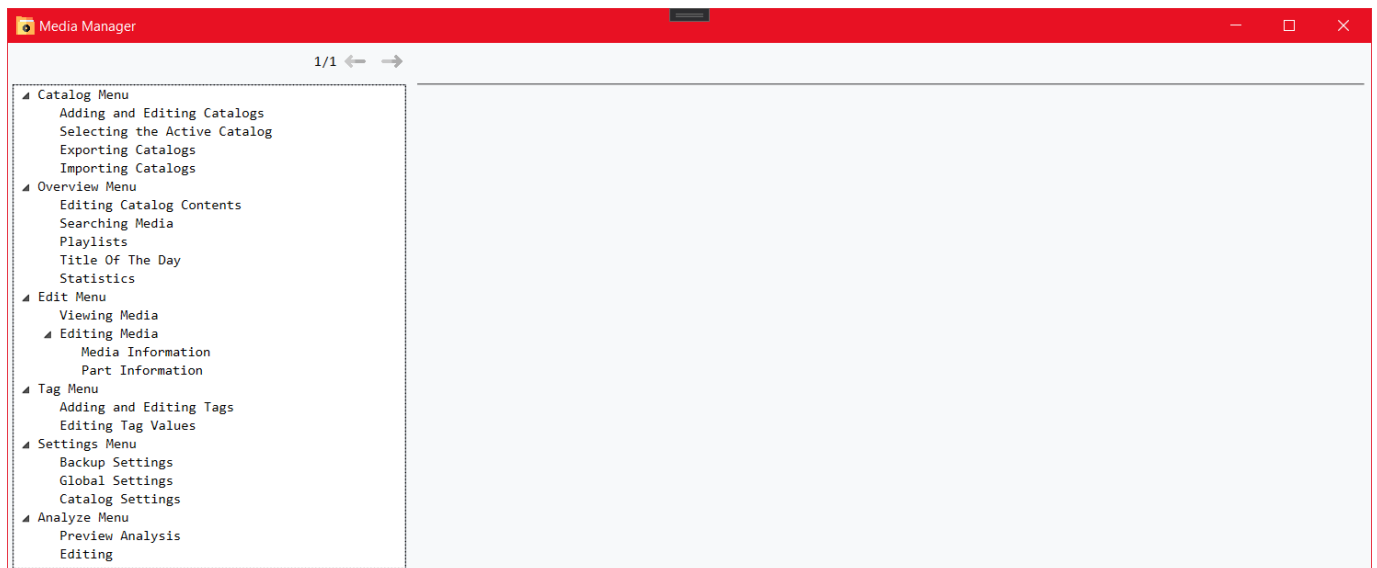 Media Manager
1/1
Catalog Menu
Adding and Editing Catalogs
Selecting the Active Catalog
Exporting Catalogs
Importing Catalogs
Overview Menu
Editing Catalog Contents
Searching Media
Playlists
Title Of The Day
Statistics
Edit Menu
Viewing Media
Editing Media
Media Information
Part Information
Tag Menu
Adding and Editing Tags
Editing Tag Values
Settings Menu
Backup Settings
Global Settings
Catalog Settings
Analyze Menu
Preview Analysis
Editing